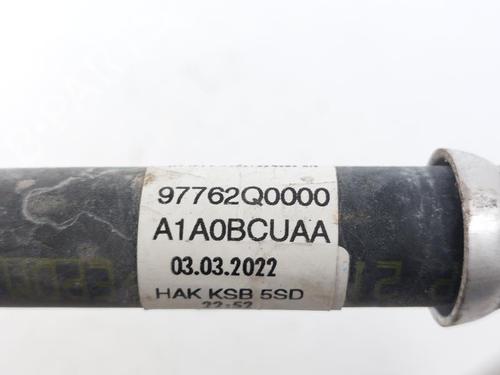 97762Q0000
A1A0BCUAA
03.03.2022
HAK KSB 5SD
22:52